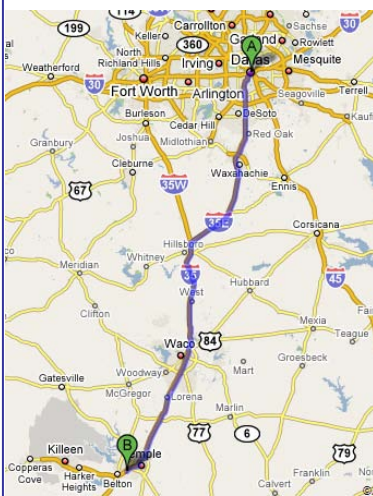 114
Carrollton
Garland
30
199
Keller
360
Sachse
Rowlett
North
Richland Hills
Irving
A
Dallas
Mesquite
Weatherford
30
Fort Worth
Arlington
Terrell
Burleson
Cedar Hill
DeSoto
Seagoville
Granbury
Joshua
Midlothian
Red Oak
Cleburne
Waxahachie
67
35W
Ennis
35E
Corsicana
Hillsboro
Whitney
Meridian
35
45
West
Hubbard
Clifton
Mexia
84
Teague
Waco
Groesbeck
Gatesville
Woodway
Mart
McGregor
Lorena
Marlin
77
6
79
B
Killeen
Temple
Copperas
Cove
Harker
Heights
Belton
Calvert
Franklin